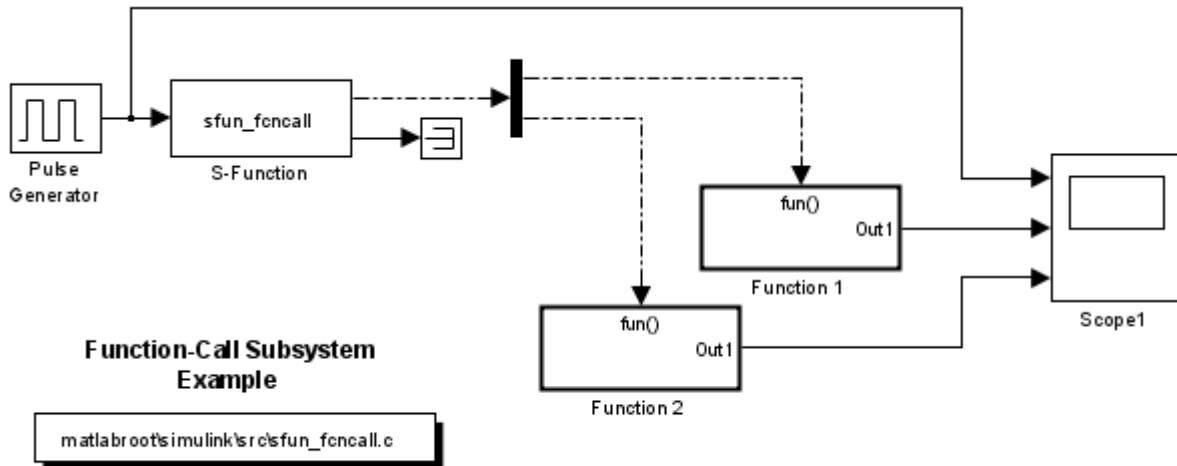 sfun_fcncall
Pulse
Generator
S-Function
fun()
Out1
Function 1
Scope1
fun()
Out1
Function 2
Function-Call Subsystem
Example
matlabroot\simulink\src\sfun_fcncall.c